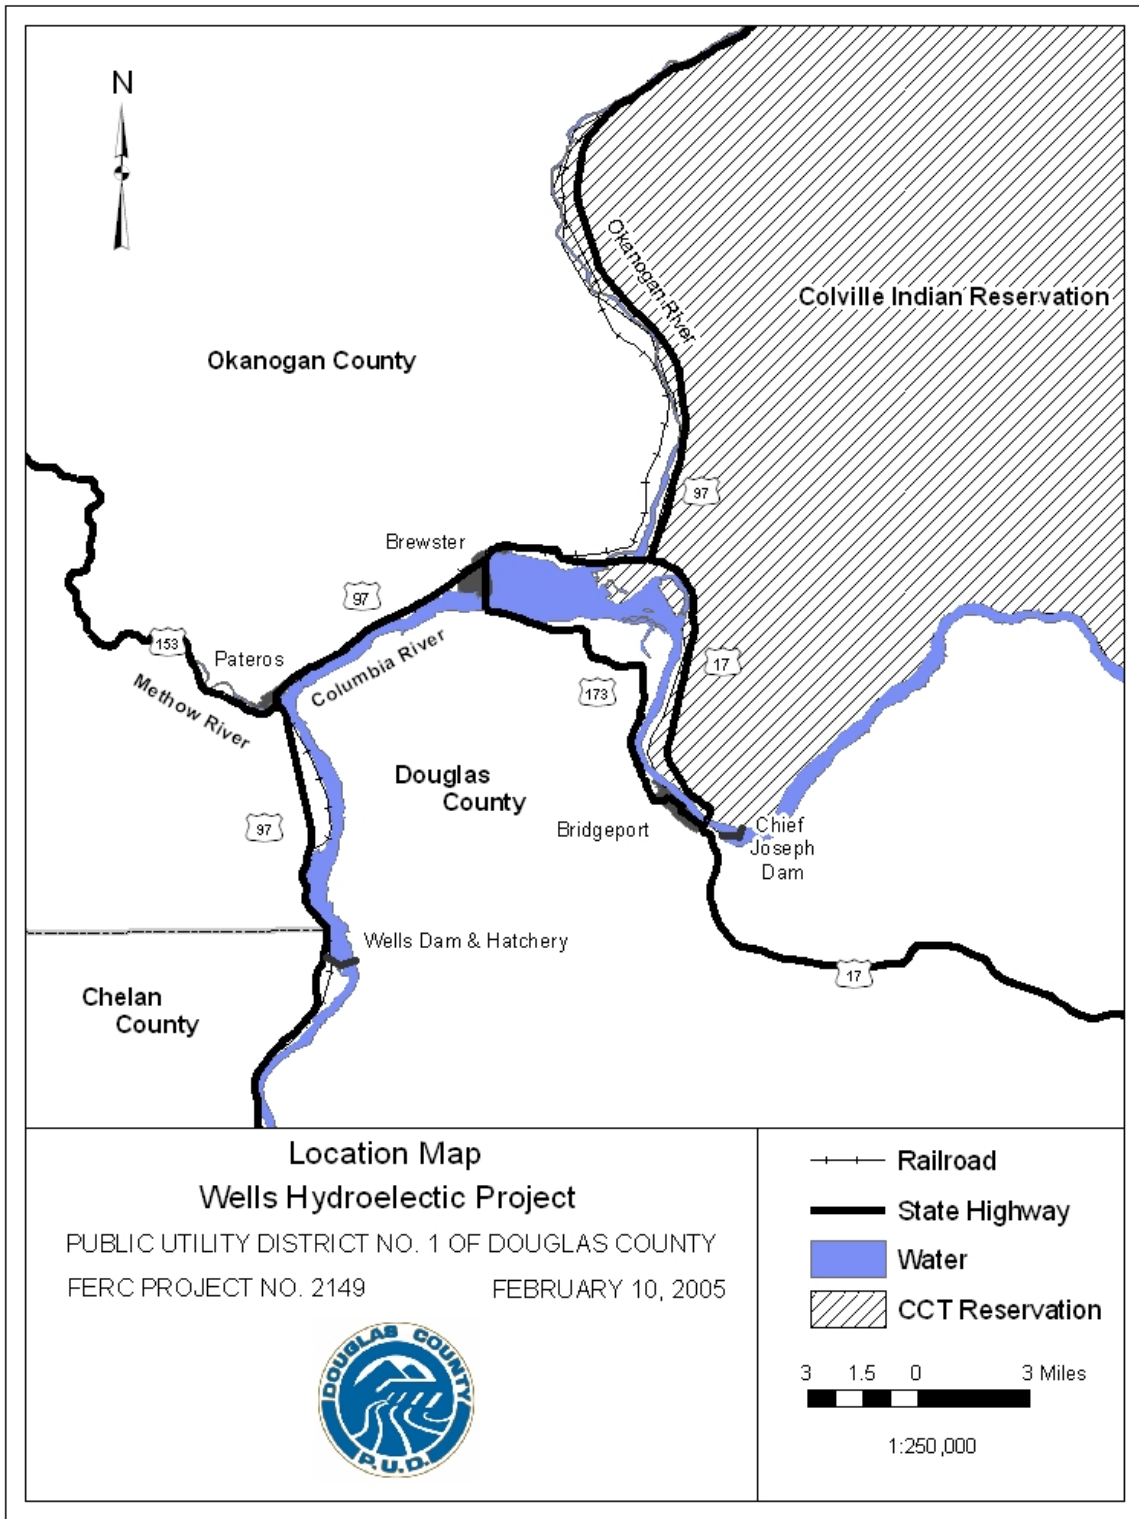 N
Okanogan River
Colville Indian Reservation
Okanogan County
97
Brewster
97
153
Pateros
Columbia River
17
173
Methow River
Douglas
County
97
Bridgeport
Chief
Joseph
Dam
Wells Dam & Hatchery
17
Chelan
County
Location Map
Wells Hydroelectic Project
PUBLIC UTILITY DISTRICT NO. 1 OF DOUGLAS COUNTY
FERC PROJECT NO. 2149 FEBRUARY 10, 2005
DOUGLAS COUNTY
P.U.D.
Railroad
State Highway
Water
CCT Reservation
3 1.5 0 3 Miles
1:250,000